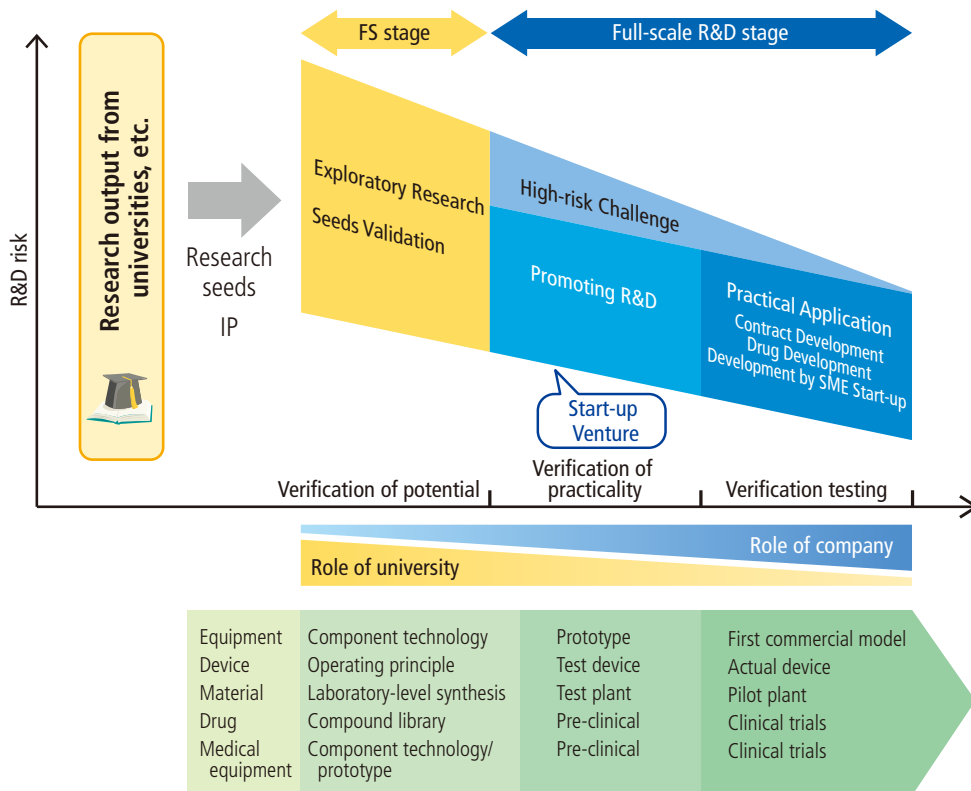 FS stage
Full-scale R&D stage
R&D risk
Research output from
universities, etc.
Research
seeds
IP
Exploratory Research
Seeds Validation
High-risk Challenge
Promoting R&D
Practical Application
Contract Development
Drug Development
Development by SME Start-up
Start-up
Venture
Verification of potential
Verification of
practicality
Verification testing
Role of company
Role of university
Equipment
Device
Material
Drug
Medical
equipment
Component technology
Operating principle
Laboratory-level synthesis
Compound library
Component technology/
prototype
Prototype
Test device
Test plant
Pre-clinical
Pre-clinical
First commercial model
Actual device
Pilot plant
Clinical trials
Clinical trials